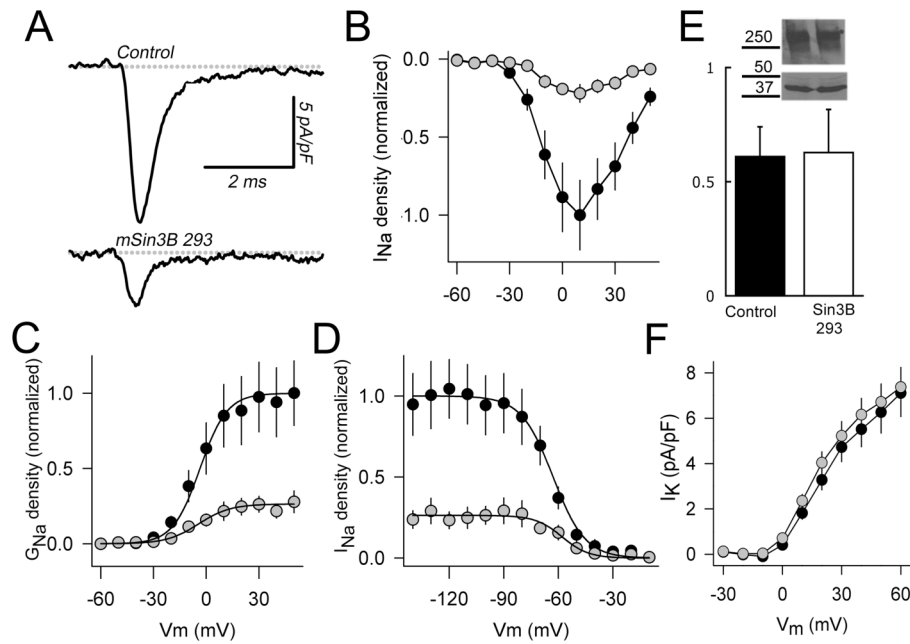 A
Control
5 pA/pF
2 ms
mSin3B 293
B
I Na density (normalized)
0.0
0.5
1.0
-60 -30 0 30
E
250
50
37
1
0.5
0
Control
Sin3B
293
C
G Na density (normalized)
1.0
0.5
0.0
-60 -30 0 30
Vm (mV)
D
I Na density (normalized)
1.0
0.5
0.0
-120 -90 -60 -30
Vm (mV)
F
IK (pA/pF)
8
6
4
2
0
-30 0 30 60
Vm (mV)